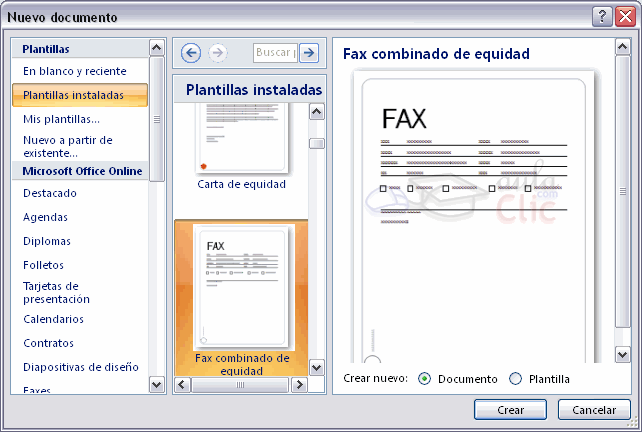 Nuevo documento
Plantillas
En blanco y reciente
Plantillas instaladas
Mis plantillas...
Nuevo a partir de
existente...
Microsoft Office Online
Destacado
Agendas
Diplomas
Folletos
Tarjetas de
presentación
Calendarios
Contratos
Diapositivas de diseño
Faxes
Buscar
Plantillas instaladas
Carta de equidad
FAX
Fax combinado de
equidad
Fax combinado de equidad
FAX
aula
.com
Clic
Crear nuevo:
Documento
Plantilla
Crear
Cancelar